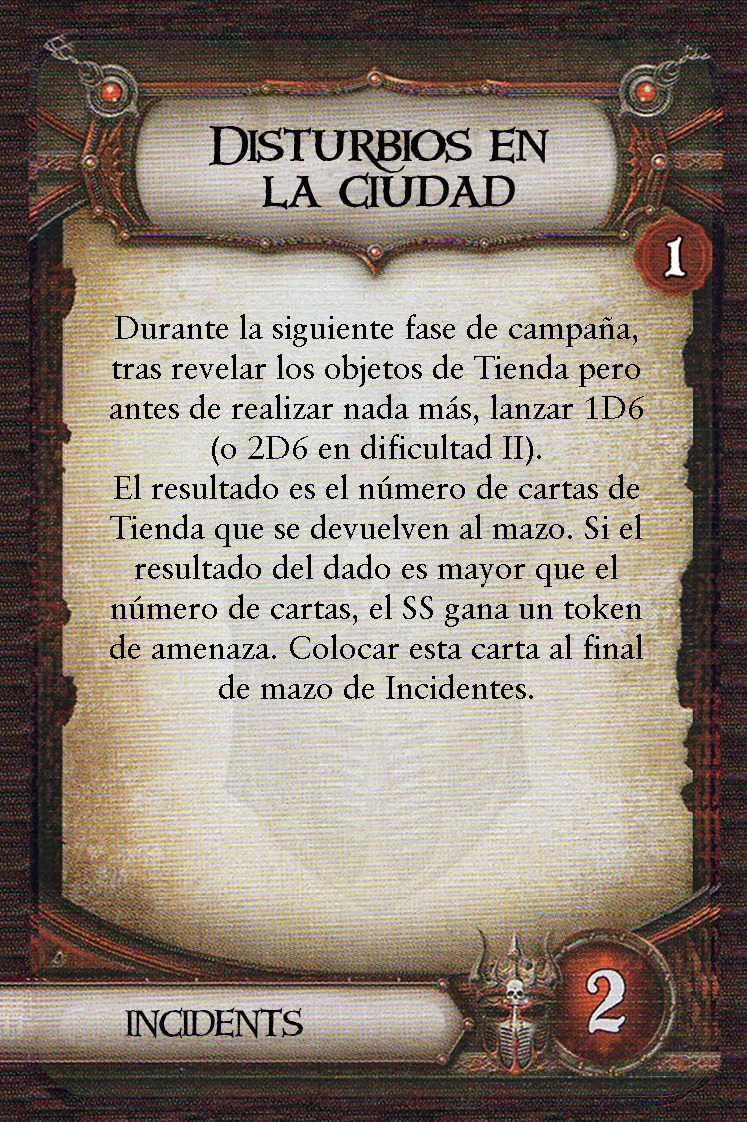 Disturbios en
la ciudad
1
Durante la siguiente fase de campaña,
tras revelar los objetos de Tienda pero
antes de realizar nada más, lanzar 1D6
(o 2D6 en dificultad II).
El resultado es el número de cartas de
Tienda que se devuelven al mazo. Si el
resultado del dado es mayor que el
número de cartas, el SS gana un token
de amenaza. Colocar esta carta al final
de mazo de Incidentes.
INCIDENTS
2